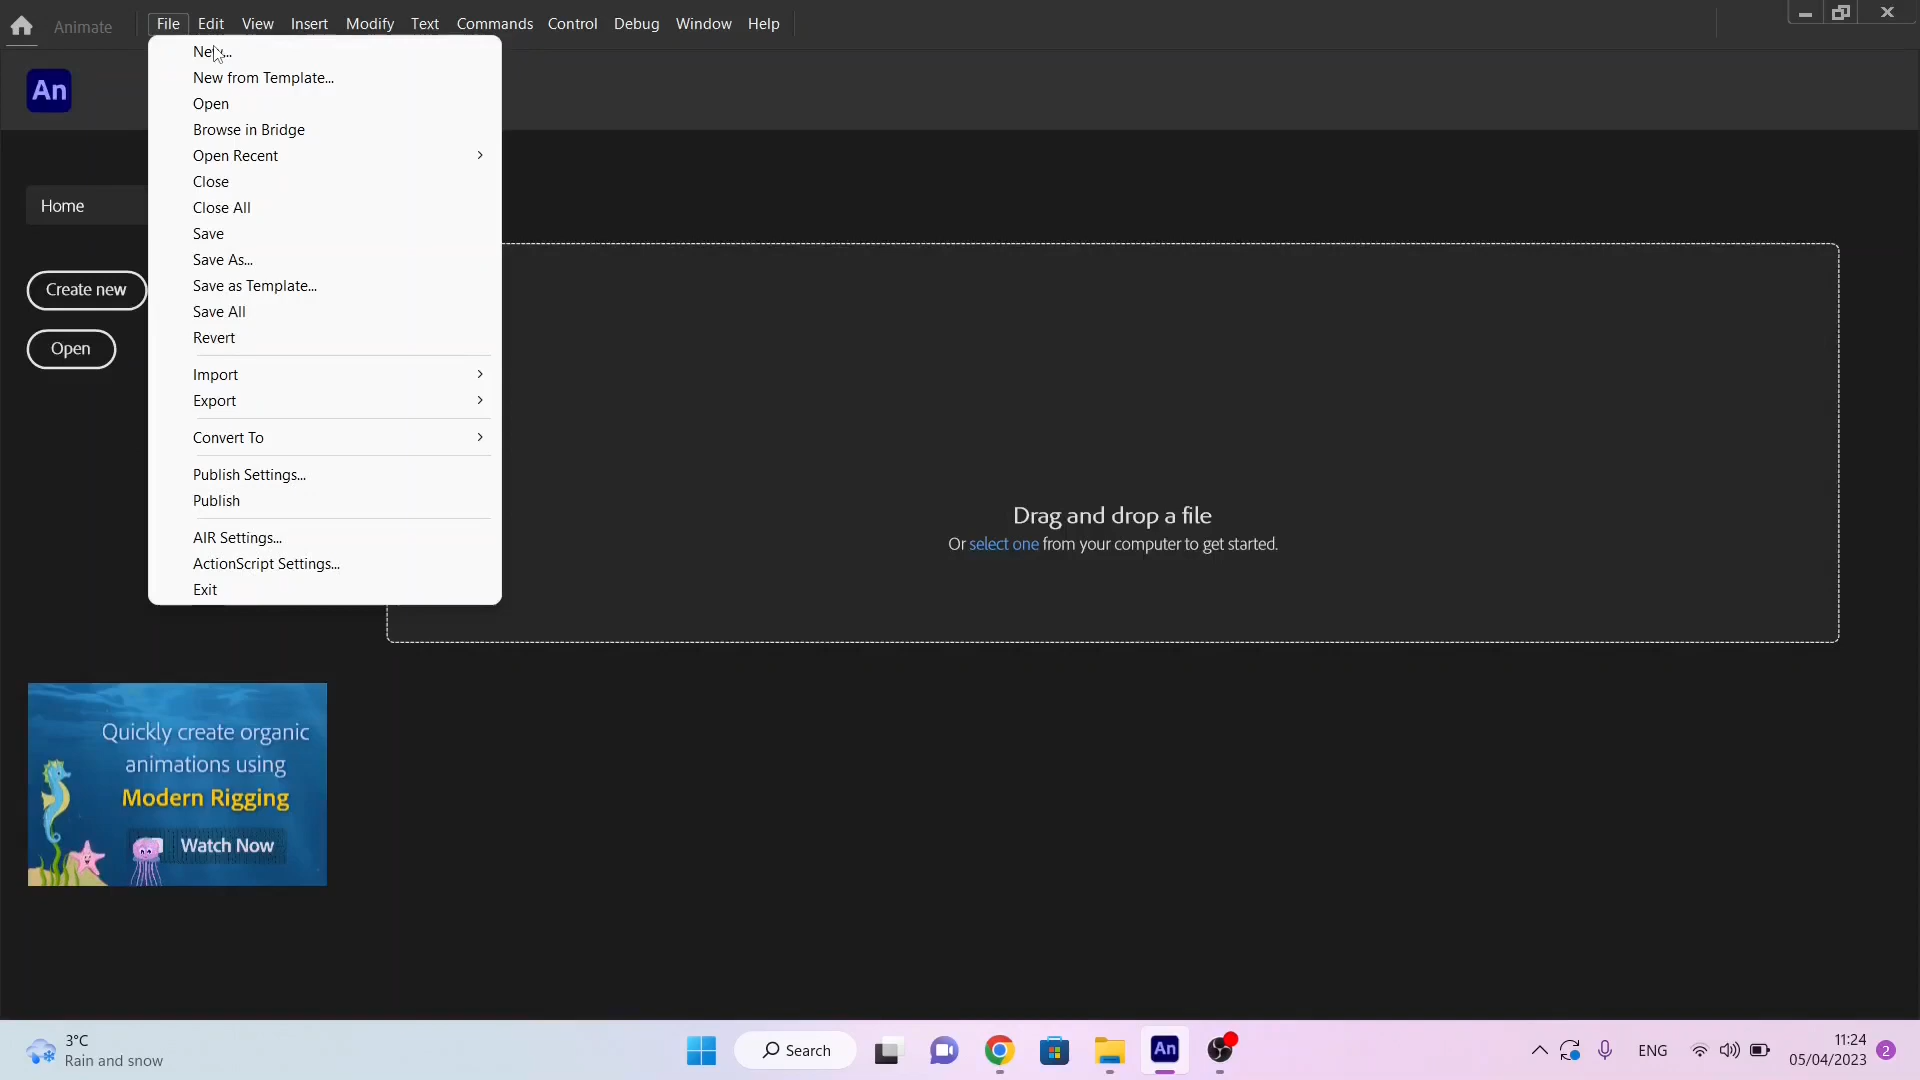 Animate
File Edit View Insert Modify Text Commands Control Debug Window Help
An
New...
New from Template...
Open
Browse in Bridge
Open Recent
Close
Close All
Save
Save As...
Save as Template...
Save All
Revert
Import
Export
Convert To
Publish Settings...
Publish
AIR Settings...
ActionScript Settings...
Exit
Home
Create new
Open
Drag and drop a file
Or select one from your computer to get started.
Quickly create organic
animations using
Modern Rigging
Watch Now
3°C
Rain and snow
Search
An
ENG
11:24
05/04/2023
2